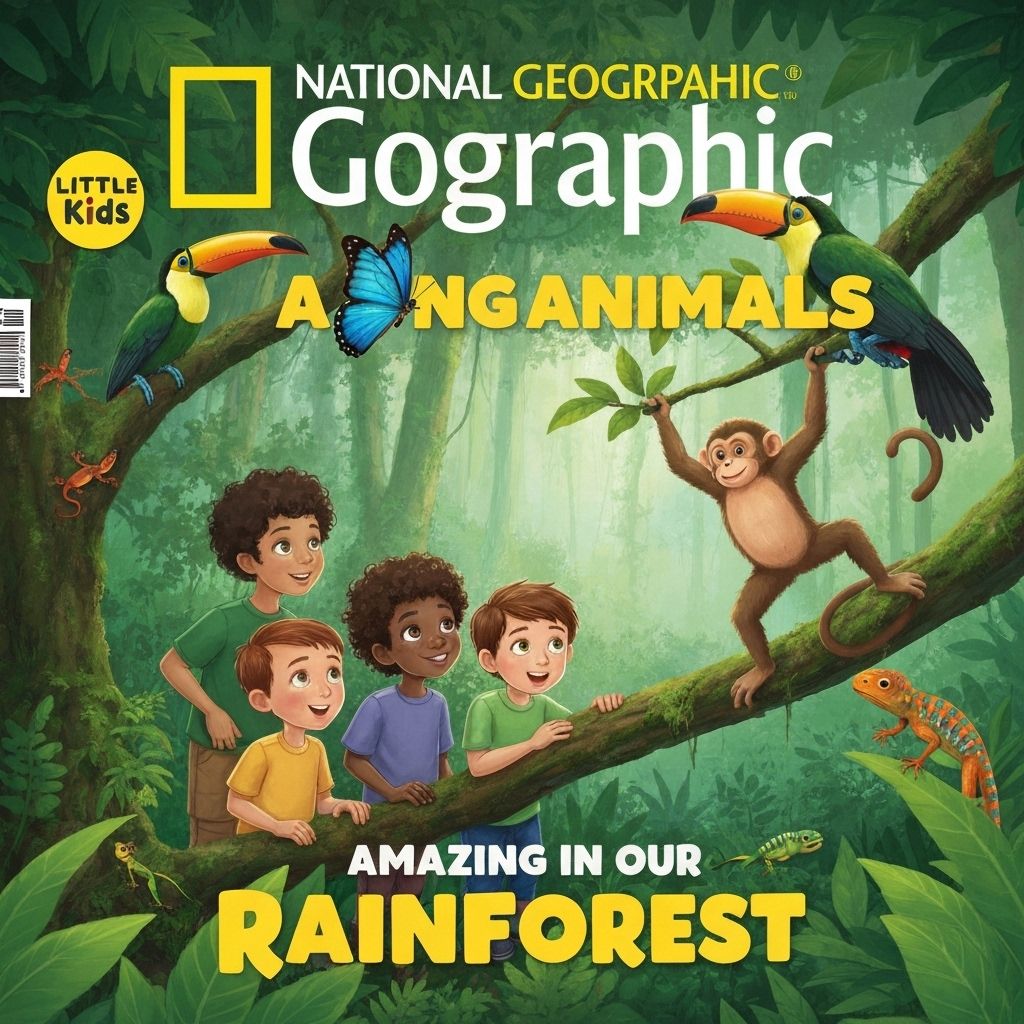 NATIONAL GEOGRPAHIC
Gographic
LITTLE
Kids
A NGANIMALS
AMAZING IN OUR
RAINFOREST